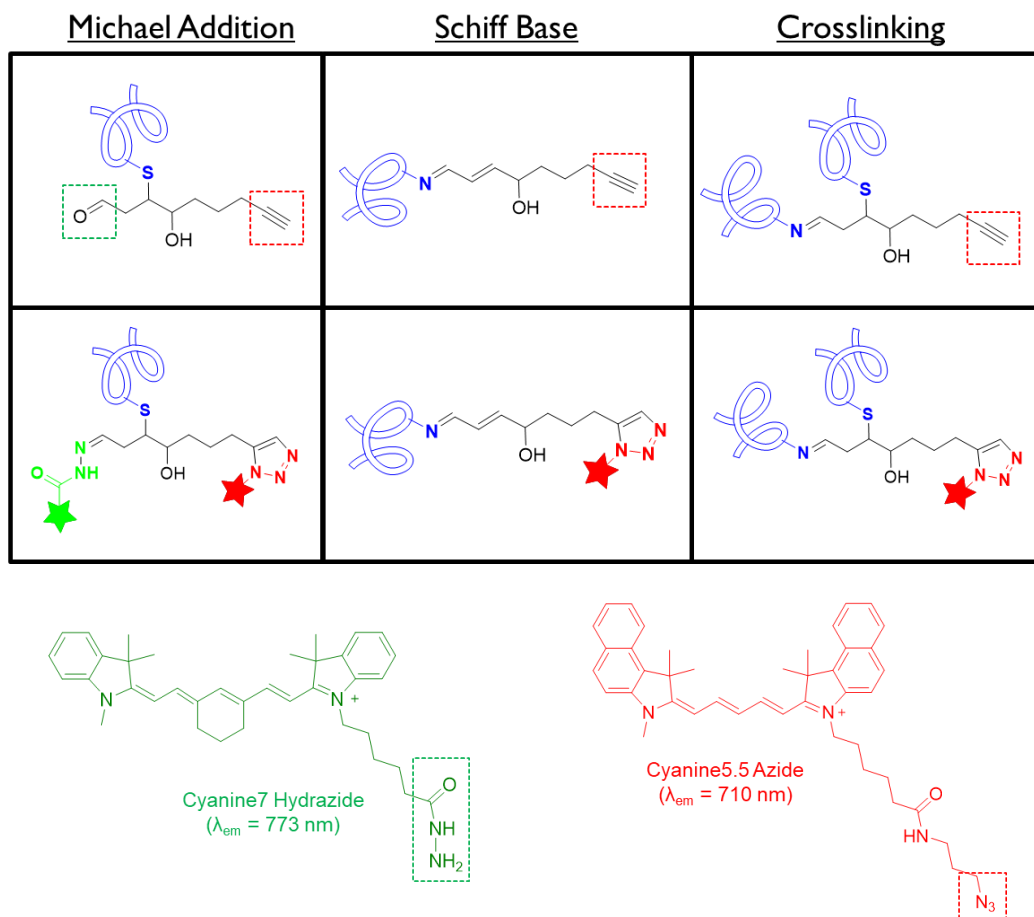 Michael Addition
Schiff Base
Crosslinking
S
O
OH
N
OH
S
N
OH
S
N
NH
O
OH
N
N
N
N
OH
N
N
N
S
N
OH
N
N
N
N
N
+
O
NH
NH₂
Cyanine7 Hydrazide
(λem = 773 nm)
N
N
+
Cyanine5.5 Azide
(λem = 710 nm)
O
HN
N₃